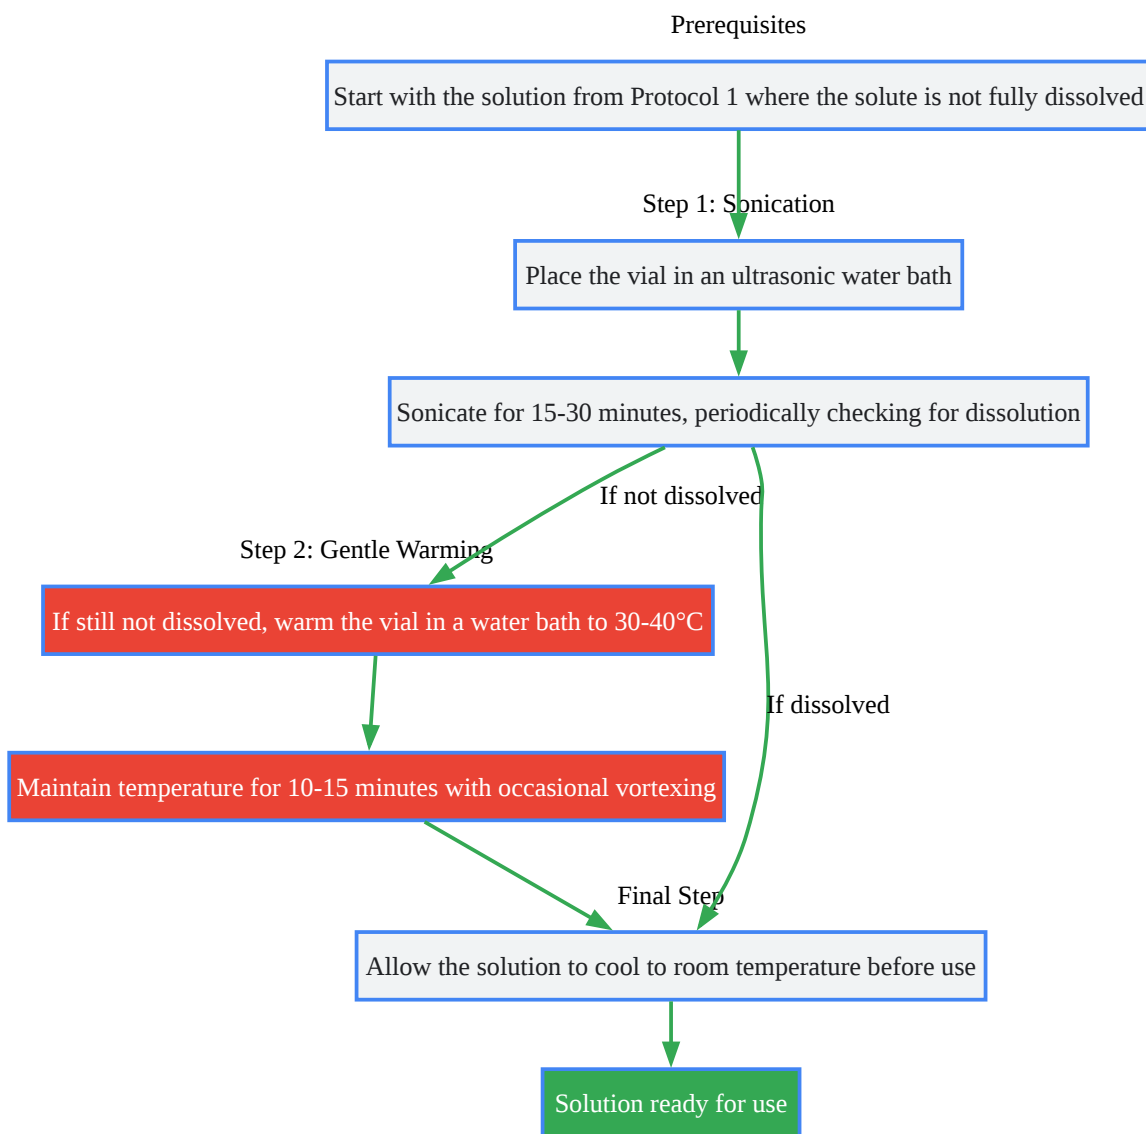 Prerequisites
Start with the solution from Protocol 1 where the solute is not fully dissolved
Step 1: Sonication
Place the vial in an ultrasonic water bath
Sonicate for 15-30 minutes, periodically checking for dissolution
If not dissolved
Step 2: Gentle Warming
If still not dissolved, warm the vial in a water bath to 30-40°C
If dissolved
Maintain temperature for 10-15 minutes with occasional vortexing
Final Step
Allow the solution to cool to room temperature before use
Solution ready for use